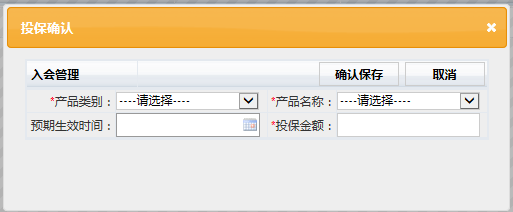 投保确认
入会管理 确认保存 取消
*产品类别： ----请选择---- *产品名称： ----请选择----
预期生效时间： *投保金额：